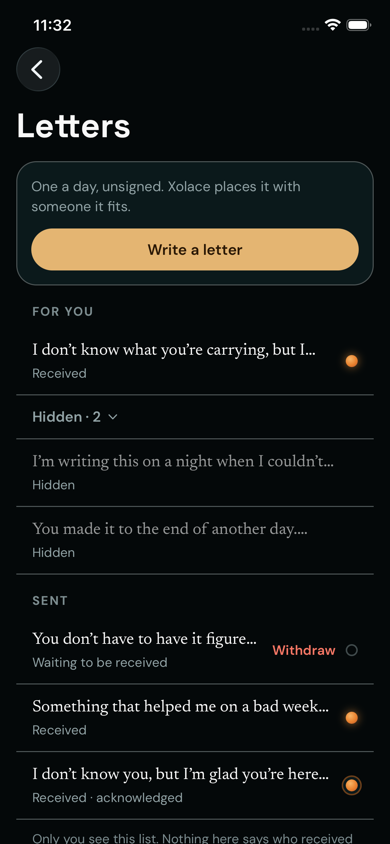 11:32
Letters
One a day, unsigned. Xolace places it with
someone it fits.
Write a letter
FOR YOU
I don’t know what you’re carrying, but I...
Received
Hidden · 2
I’m writing this on a night when I couldn’t...
Hidden
You made it to the end of another day....
Hidden
SENT
You don’t have to have it figure...
Withdraw
Waiting to be received
Something that helped me on a bad week...
Received
I don’t know you, but I’m glad you’re here...
Received · acknowledged
Only you see this list. Nothing here says who received